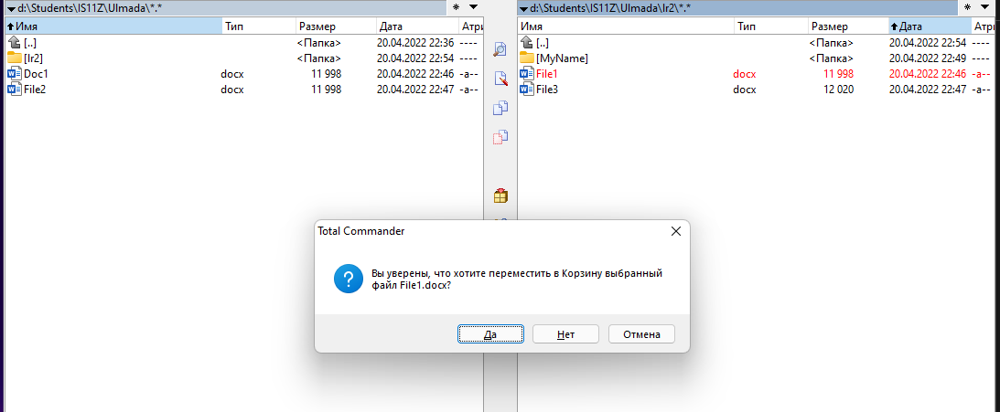 d:\Students\IS11Z\UImada\*.* * d:\Students\IS11Z\UImada\lr2\*.* *
Имя Тип Размер Дата Атри Имя Тип Размер Дата Атри
[..] <Папка> 20.04.2022 22:36 ---- [..] <Папка> 20.04.2022 22:54 ----
[lr2] <Папка> 20.04.2022 22:54 ---- [MyName] <Папка> 20.04.2022 22:49 ----
Doc1 docx 11 998 20.04.2022 22:46 -a-- File1 docx 11 998 20.04.2022 22:46 -a--
File2 docx 11 998 20.04.2022 22:47 -a-- File3 docx 12 020 20.04.2022 22:47 -a--
Total Commander
Вы уверены, что хотите переместить в Корзину выбранный
файл File1.docx?
Да Нет Отмена